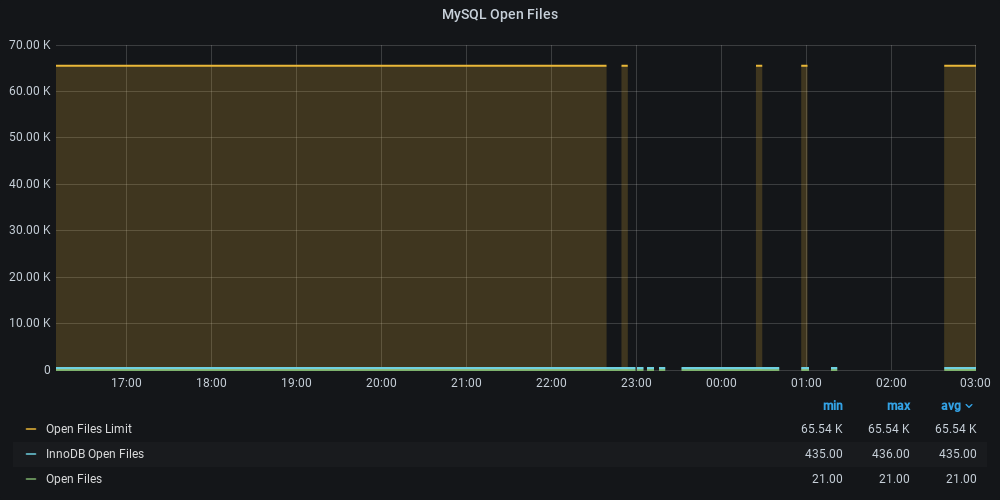 MySQL Open Files
70.00 K
60.00 K
50.00 K
40.00 K
30.00 K
20.00 K
10.00 K
0
17:00 18:00 19:00 20:00 21:00 22:00 23:00 00:00 01:00 02:00 03:00
min max avg
Open Files Limit 65.54 K 65.54 K 65.54 K
InnoDB Open Files 435.00 436.00 435.00
Open Files 21.00 21.00 21.00